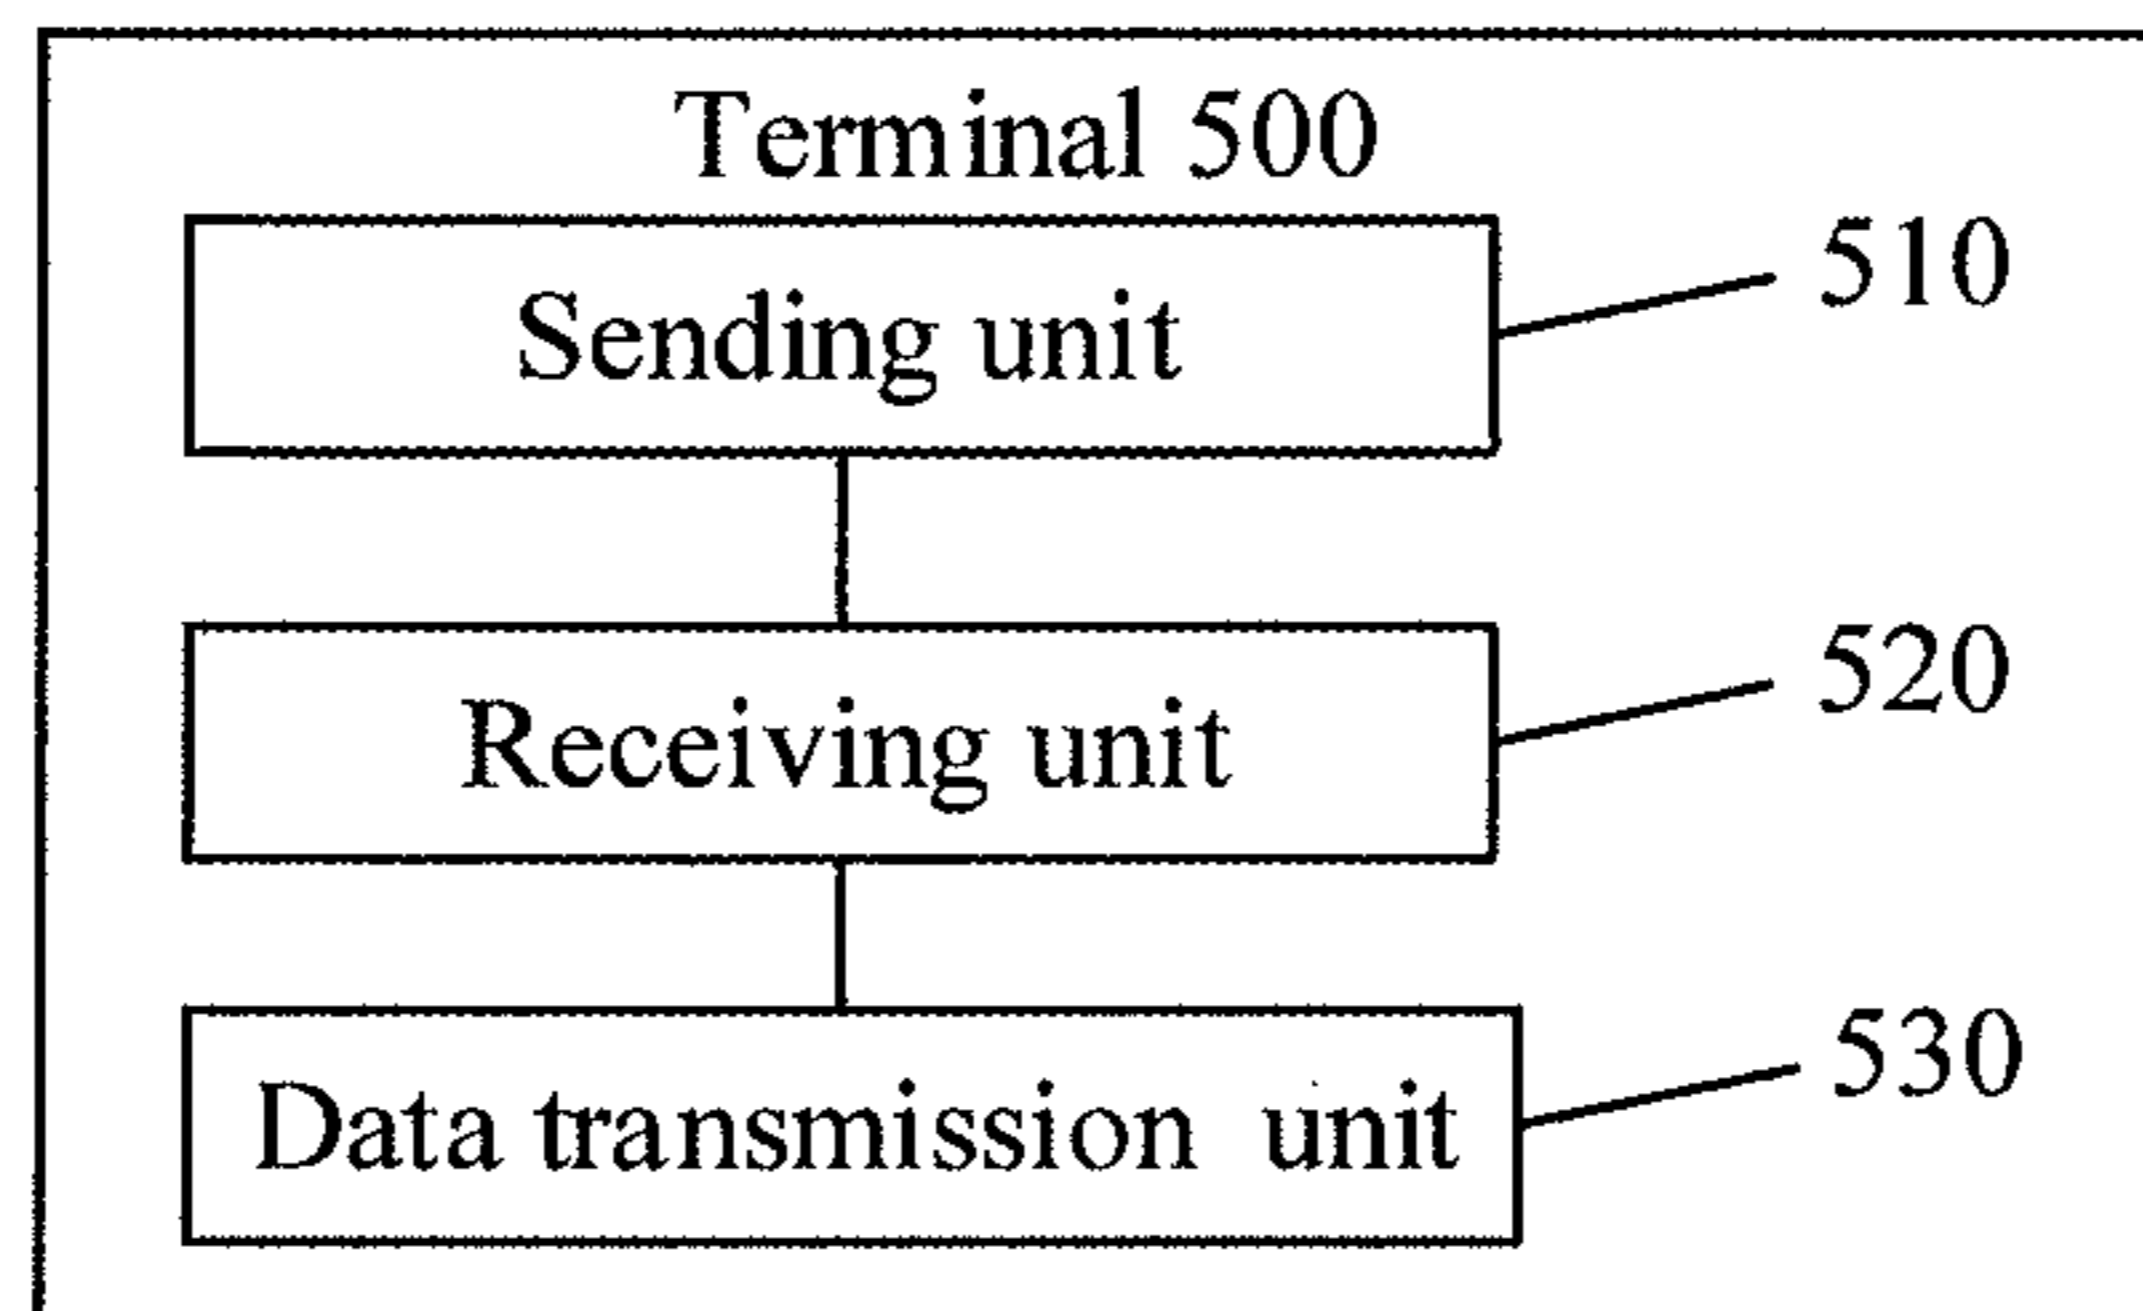 Terminal 500
Sending unit
510
Receiving unit
520
Data transmission unit
530